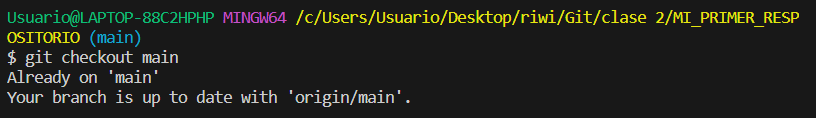 Usuario@LAPTOP-88C2HPHP MINGW64 /c/Users/Usuario/Desktop/riwi/Git/clase 2/MI_PRIMER_RESP
OSITORIO (main)
$ git checkout main
Already on 'main'
Your branch is up to date with 'origin/main'.